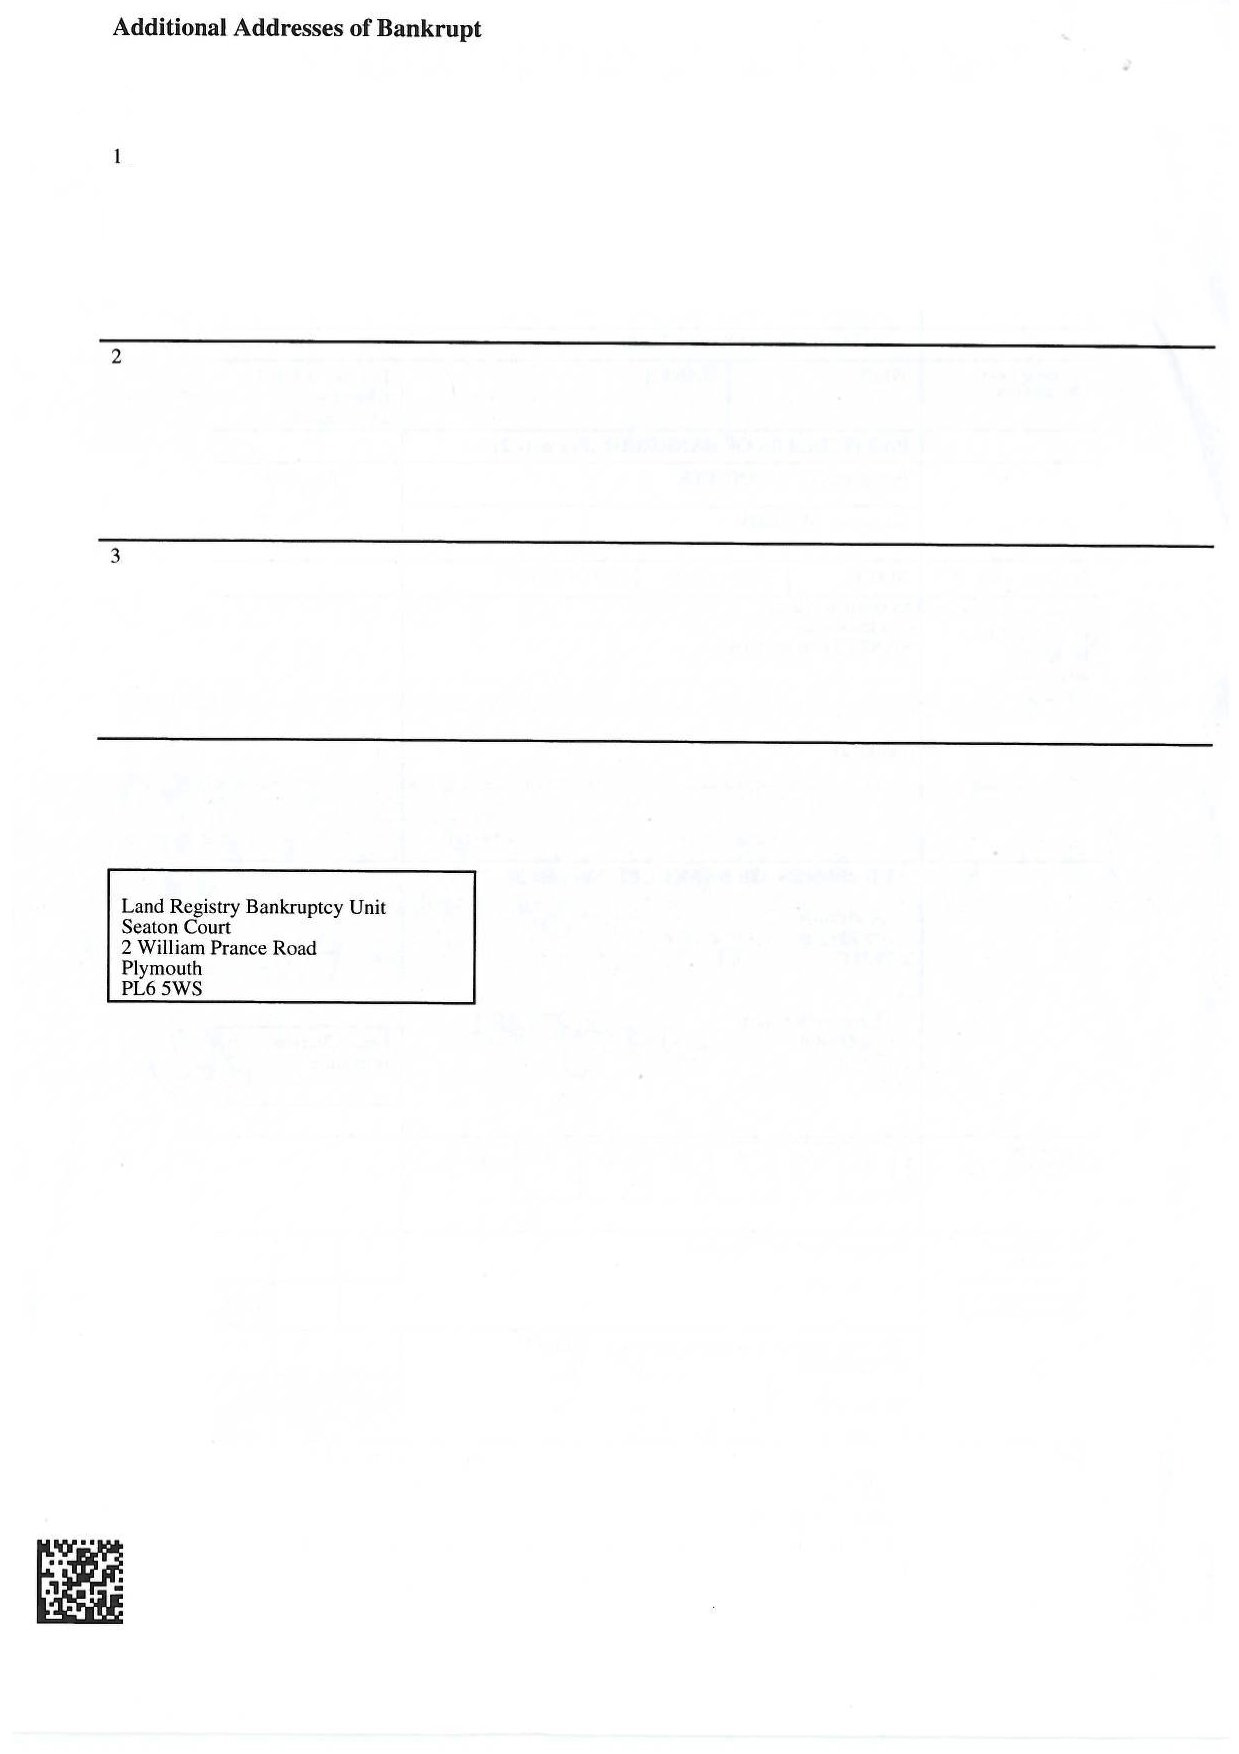 Additional Addresses of Bankrupt
1
2
3
Land Registry Bankruptcy Unit
Seaton Court
2 William Prance Road
Plymouth
PL6 5WS